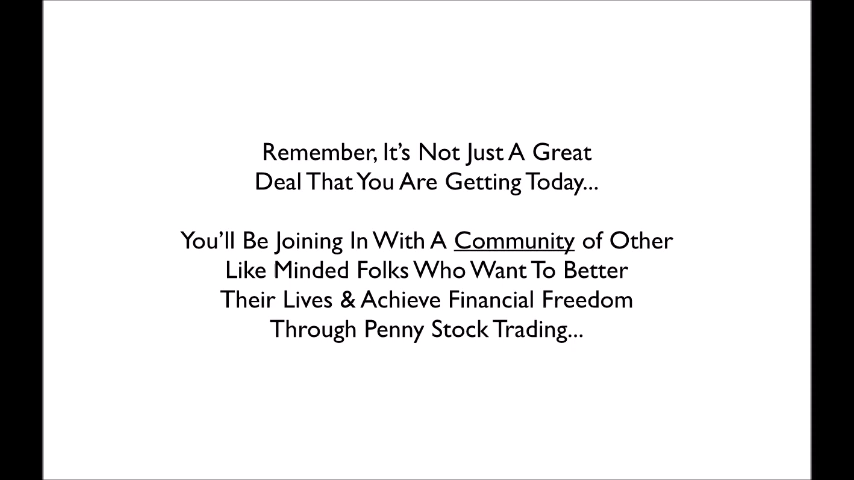 Remember, It's Not Just A Great
Deal That You Are Getting Today...
You'll Be Joining In With A Community of Other
Like Minded Folks Who Want To Better
Their Lives & Achieve Financial Freedom
Through Penny Stock Trading...